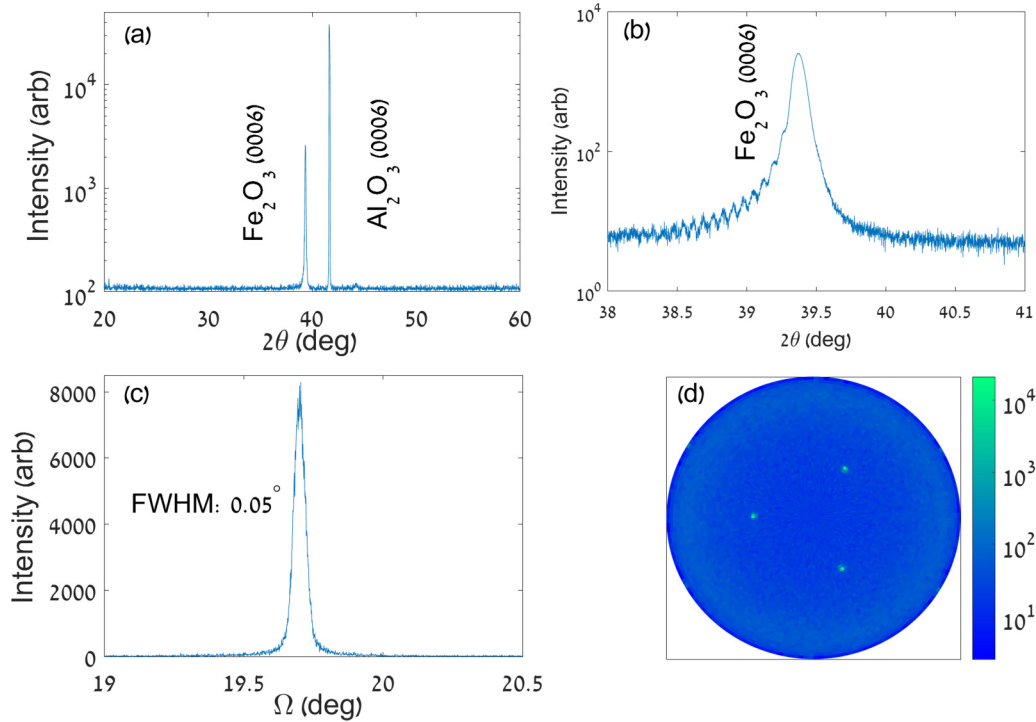 (a)
10^4
10^3
10^2
Intensity (arb)
Fe_2O_3 (0006)
Al_2O_3 (0006)
20 30 40 50 60
2θ (deg)
(b)
10^4
10^2
10^0
Intensity (arb)
Fe_2O_3 (0006)
38 38.5 39 39.5 40 40.5 41
2θ (deg)
(c)
8000
6000
4000
2000
0
Intensity (arb)
FWHM: 0.05°
19 19.5 20 20.5
Ω (deg)
(d)
10^4
10^3
10^2
10^1